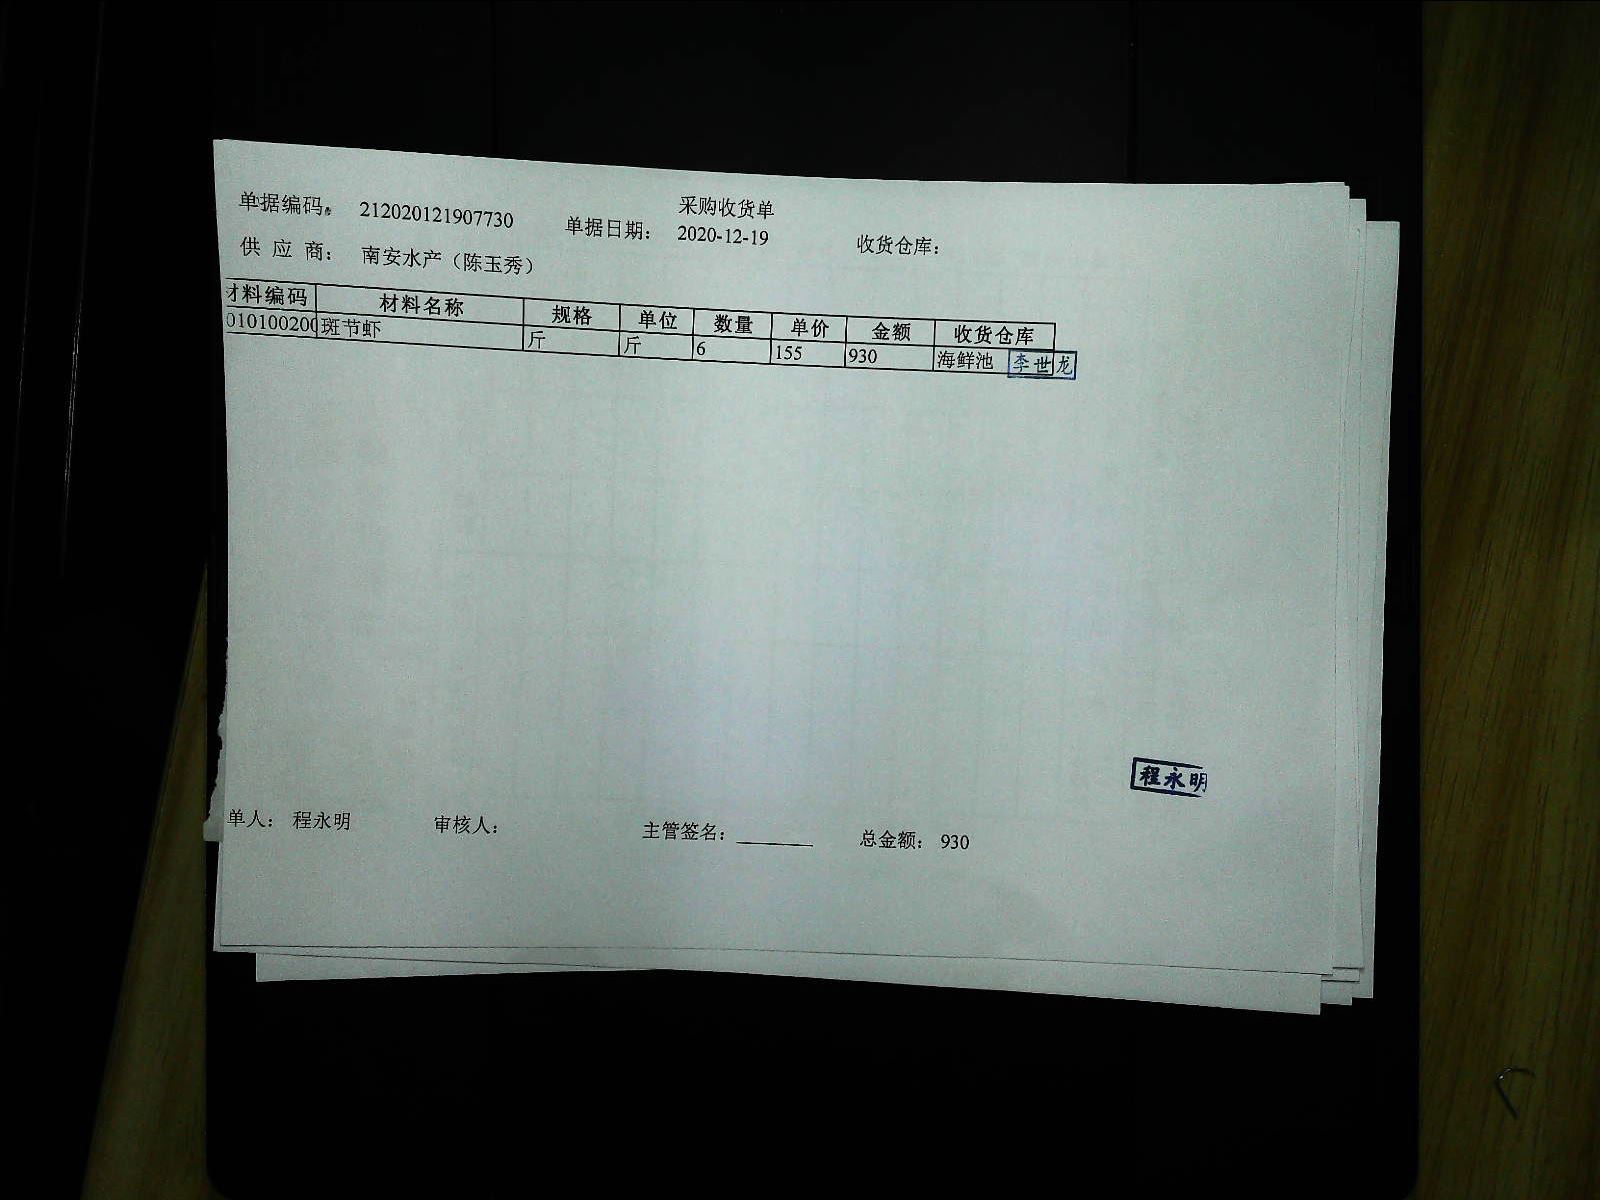 采购收货单
单据编码: 212020121907730 单据日期: 2020-12-19 收货仓库:
供 应 商: 南安水产（陈玉秀）
材料编码 材料名称 规格 单位 数量 单价 金额 收货仓库
010100200 斑节虾 斤 斤 6 155 930 海鲜池 李世龙
程永明
单人: 程永明 审核人: 主管签名: 总金额: 930